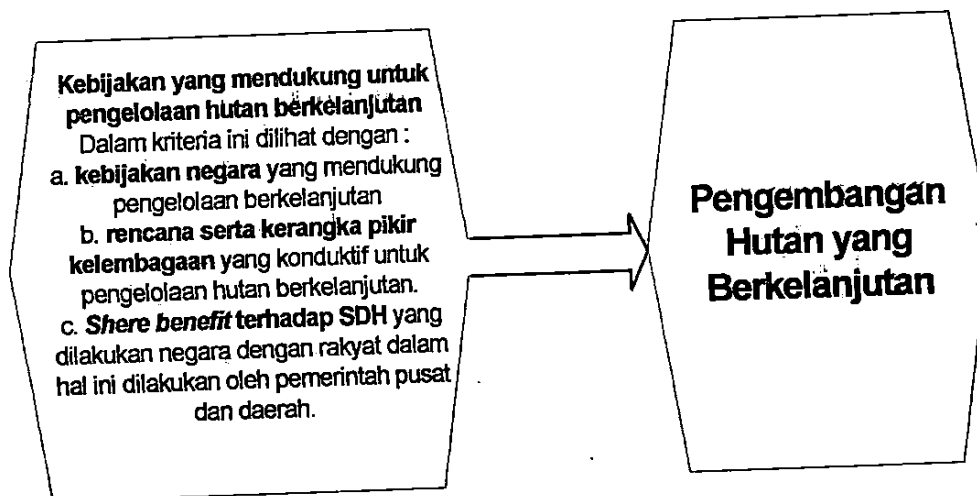 Kebijakan yang mendukung untuk
pengelolaan hutan berkelanjutan
Dalam kriteria ini dilihat dengan :
a. kebijakan negara yang mendukung
pengelolaan berkelanjutan
b. rencana serta kerangka pikir
kelembagaan yang konduktif untuk
pengelolaan hutan berkelanjutan.
c. Shere benefit terhadap SDH yang
dilakukan negara dengan rakyat dalam
hal ini dilakukan oleh pemerintah pusat
dan daerah.
Pengembangan
Hutan yang
Berkelanjutan